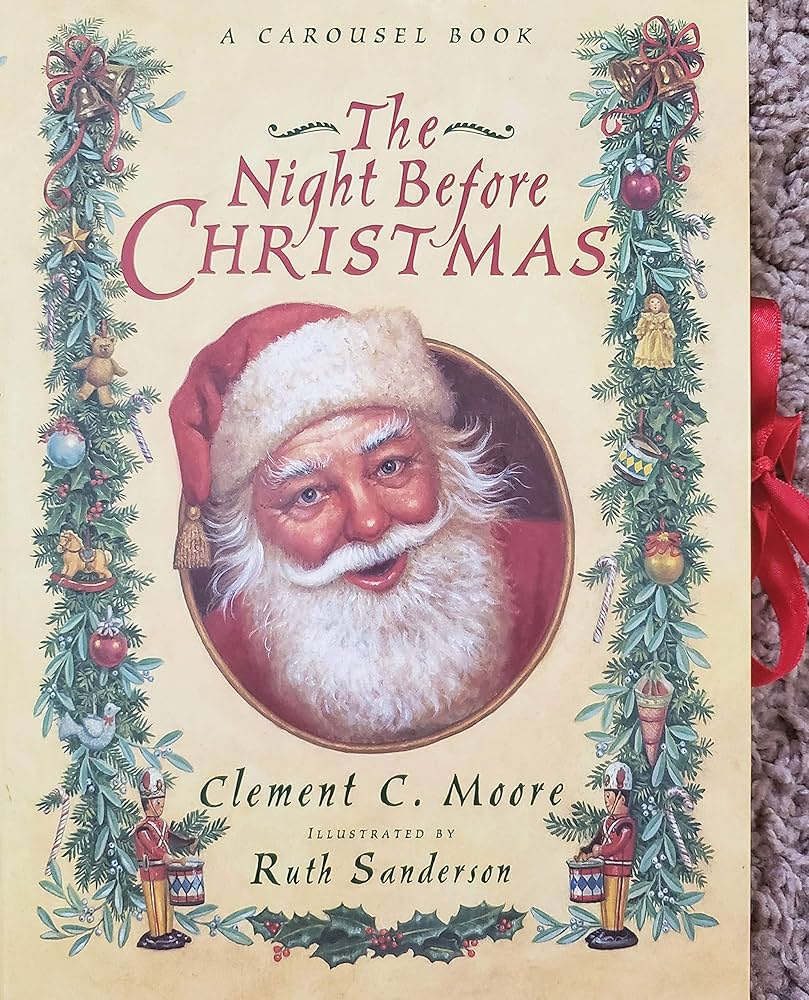 A CAROUSEL BOOK
The
Night Before
CHRISTMAS
Clement C. Moore
ILLUSTRATED BY
Ruth Sanderson